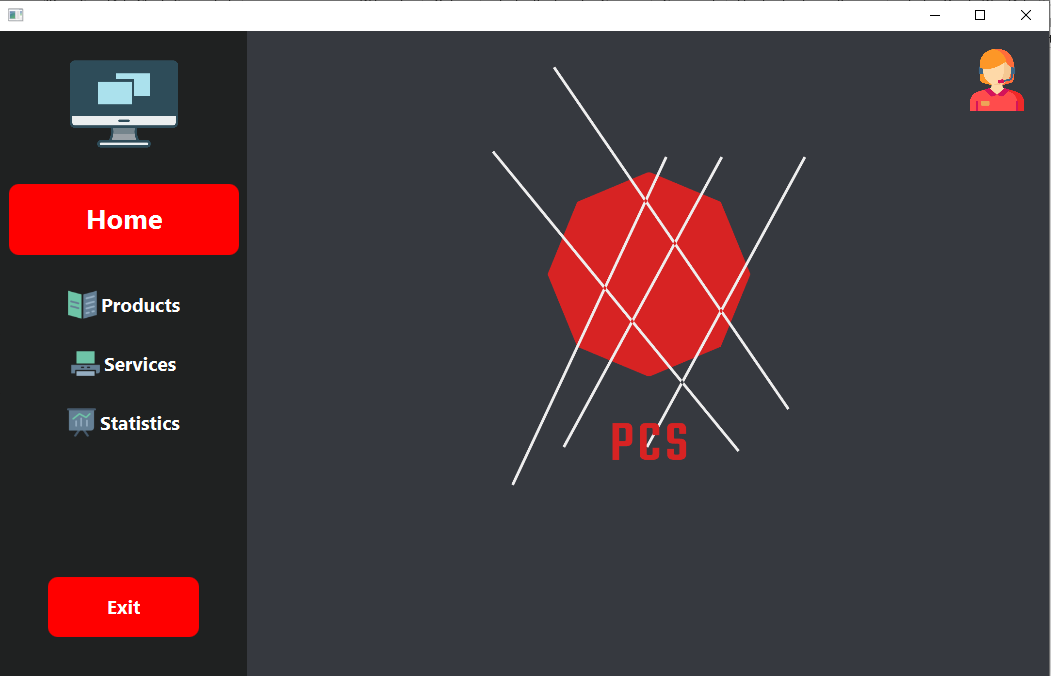 Home
Products
Services
Statistics
PCS
Exit